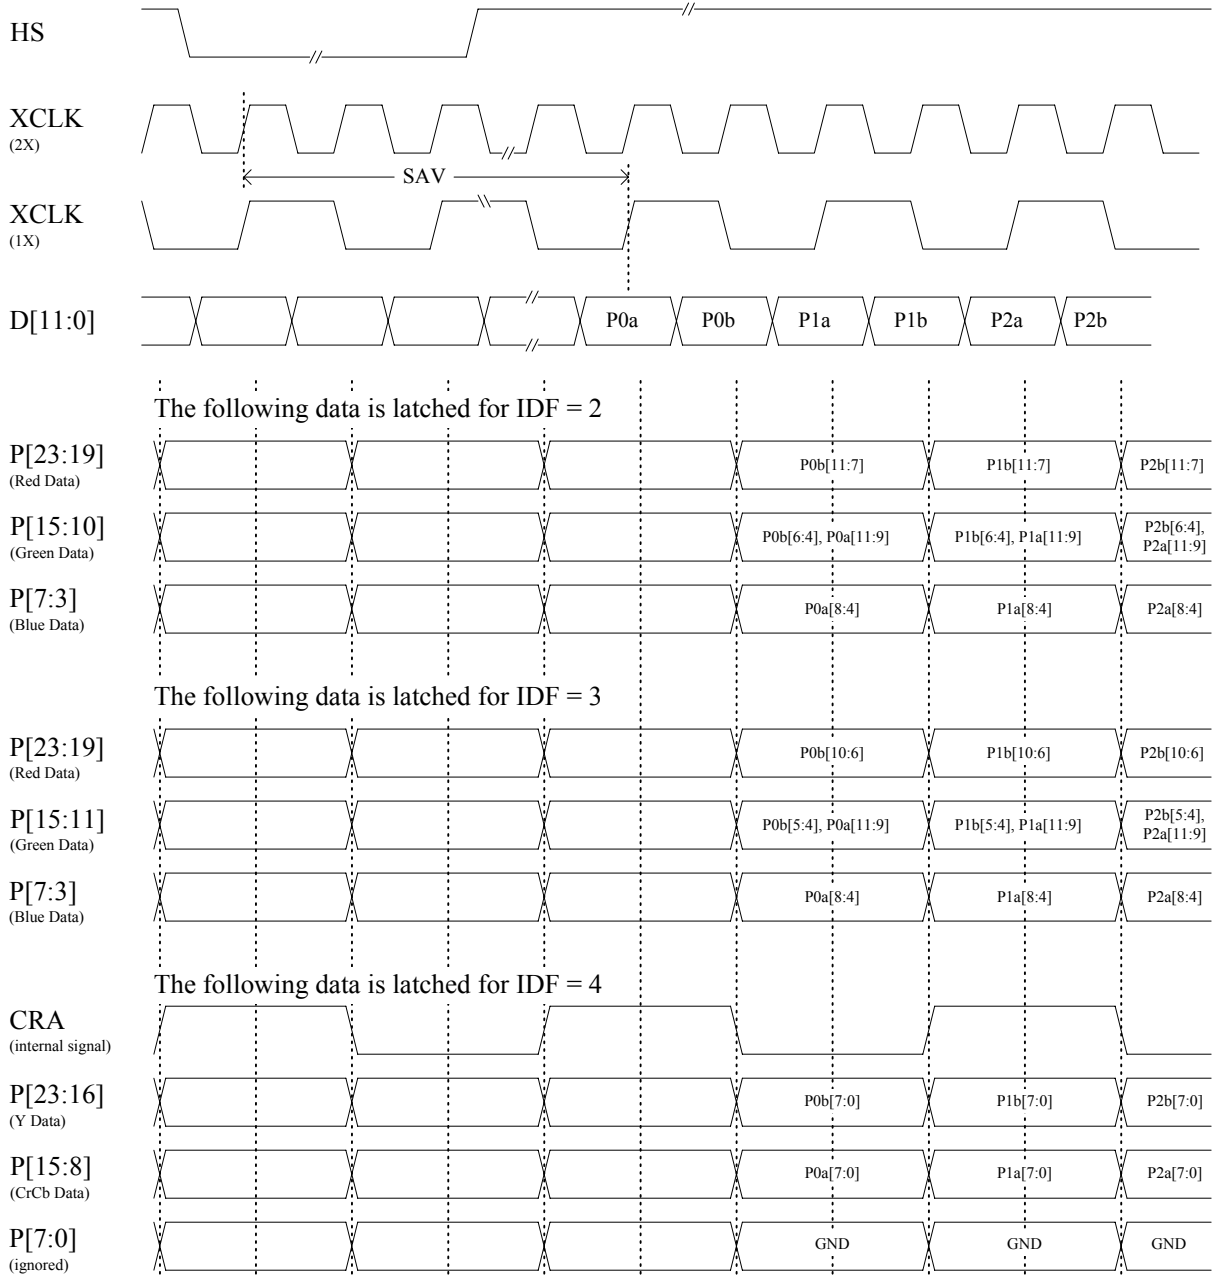 HS
XCLK
(2X)
SAV
XCLK
(1X)
D[11:0]
P0a P0b P1a P1b P2a P2b
The following data is latched for IDF = 2
P[23:19]
(Red Data)
P0b[11:7] P1b[11:7] P2b[11:7]
P[15:10]
(Green Data)
P0b[6:4], P0a[11:9] P1b[6:4], P1a[11:9] P2b[6:4],
P2a[11:9]
P[7:3]
(Blue Data)
P0a[8:4] P1a[8:4] P2a[8:4]
The following data is latched for IDF = 3
P[23:19]
(Red Data)
P0b[10:6] P1b[10:6] P2b[10:6]
P[15:11]
(Green Data)
P0b[5:4], P0a[11:9] P1b[5:4], P1a[11:9] P2b[5:4],
P2a[11:9]
P[7:3]
(Blue Data)
P0a[8:4] P1a[8:4] P2a[8:4]
The following data is latched for IDF = 4
CRA
(internal signal)
P[23:16]
(Y Data)
P0b[7:0] P1b[7:0] P2b[7:0]
P[15:8]
(CrCb Data)
P0a[7:0] P1a[7:0] P2a[7:0]
P[7:0]
(ignored)
GND GND GND